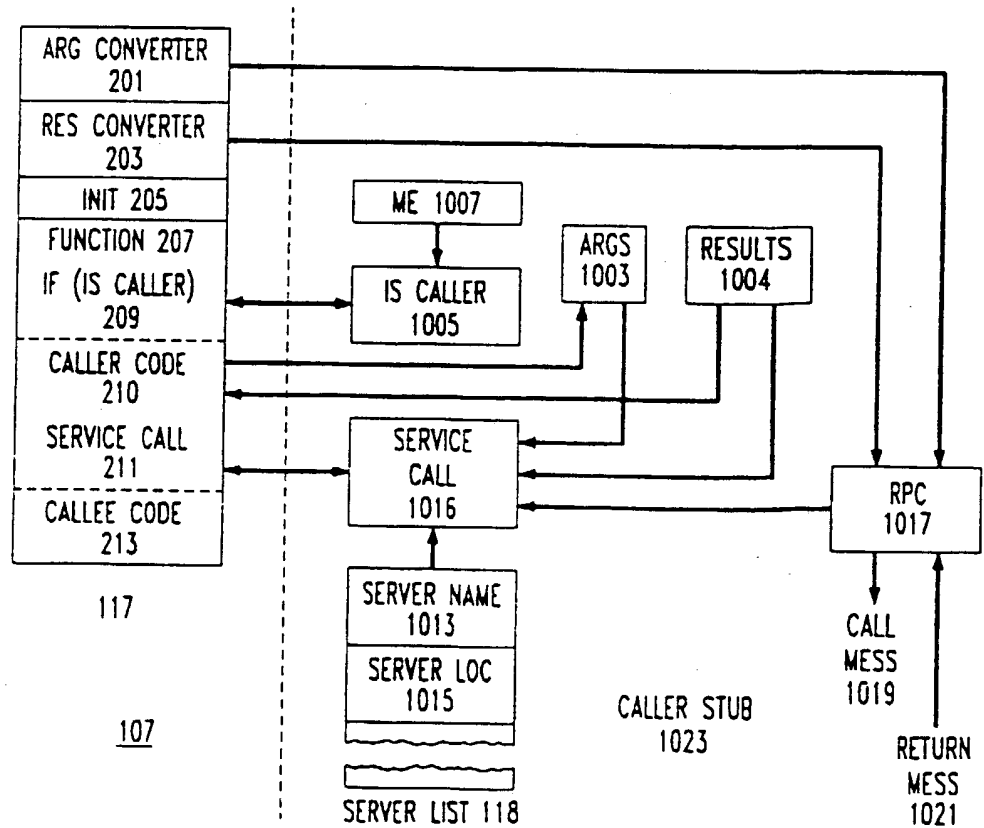 ARG CONVERTER
201
RES CONVERTER
203
INIT 205
FUNCTION 207
IF (IS CALLER)
209
CALLER CODE
210
SERVICE CALL
211
CALLEE CODE
213
117
107
ME 1007
IS CALLER
1005
ARGS
1003
RESULTS
1004
SERVICE
CALL
1016
SERVER NAME
1013
SERVER LOC
1015
SERVER LIST 118
CALLER STUB
1023
RPC
1017
CALL
MESS
1019
RETURN
MESS
1021